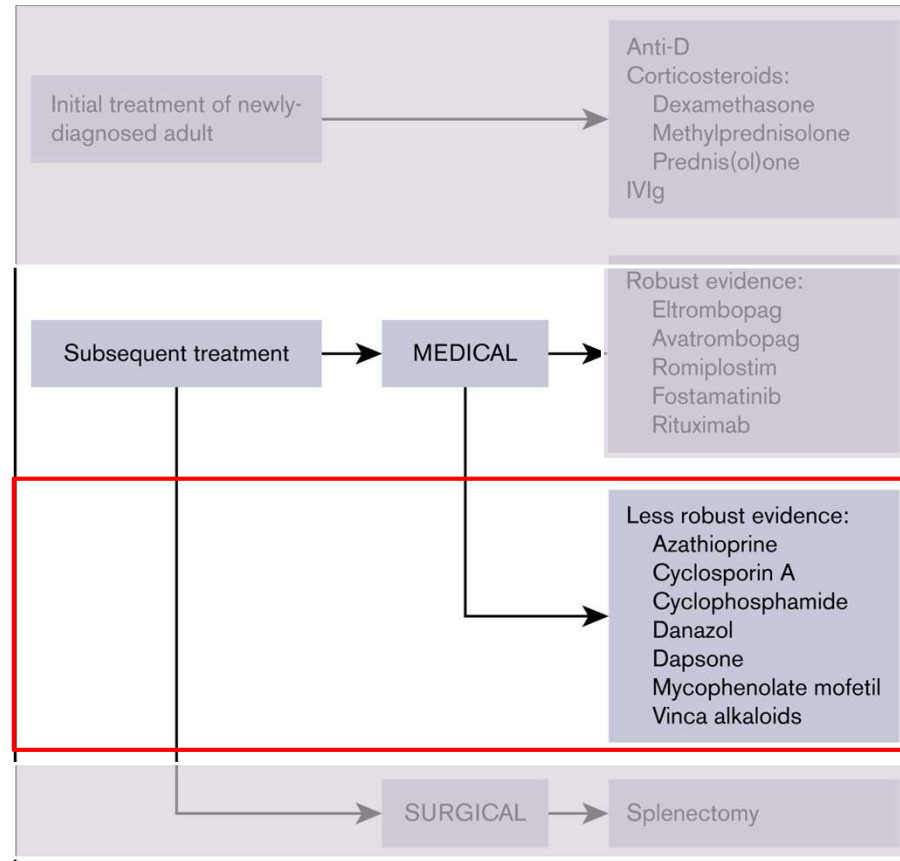 Initial treatment of newly-
diagnosed adult
Anti-D
Corticosteroids:
Dexamethasone
Methylprednisolone
Prednis(ol)one
IVIg
Subsequent treatment
MEDICAL
Robust evidence:
Eltrombopag
Avatrombopag
Romiplostim
Fostamatinib
Rituximab
Less robust evidence:
Azathioprine
Cyclosporin A
Cyclophosphamide
Danazol
Dapsone
Mycophenolate mofetil
Vinca alkaloids
SURGICAL
Splenectomy